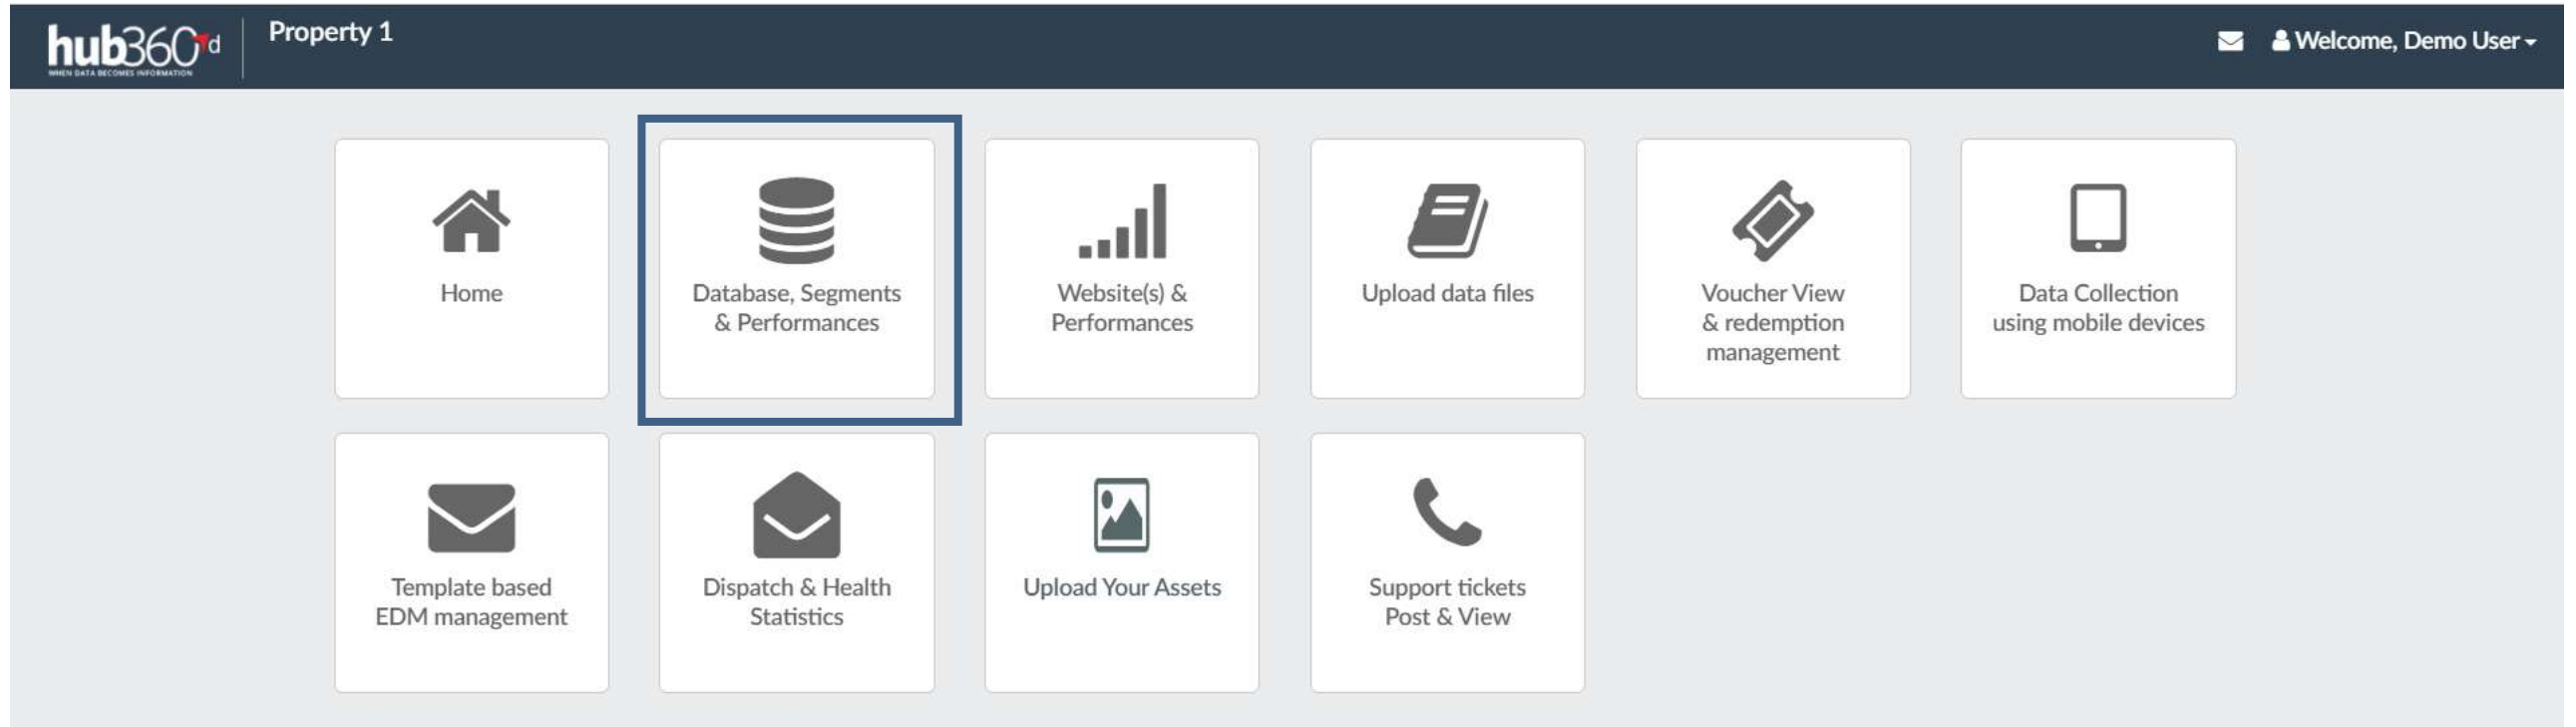 hub360d
WHEN DATA BECOMES INFORMATION
Property 1
Welcome, Demo User
Home
Database, Segments
& Performances
Website(s) &
Performances
Upload data files
Voucher View
& redemption
management
Data Collection
using mobile devices
Template based
EDM management
Dispatch & Health
Statistics
Upload Your Assets
Support tickets
Post & View